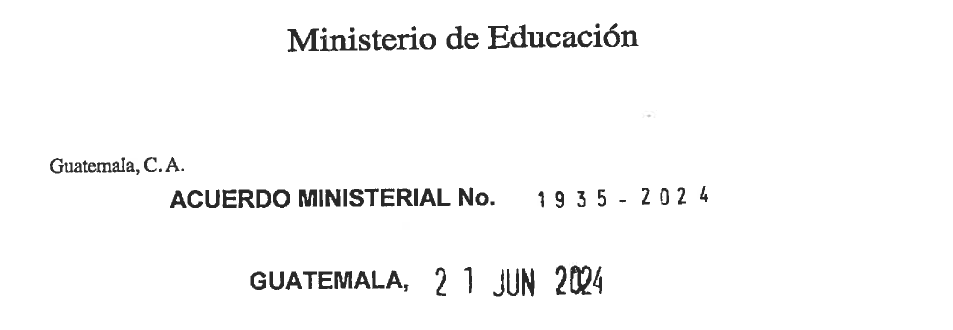 Ministerio de Educación
Guatemala, C.A.
ACUERDO MINISTERIAL No. 1935-2024
GUATEMALA, 21 JUN 2024